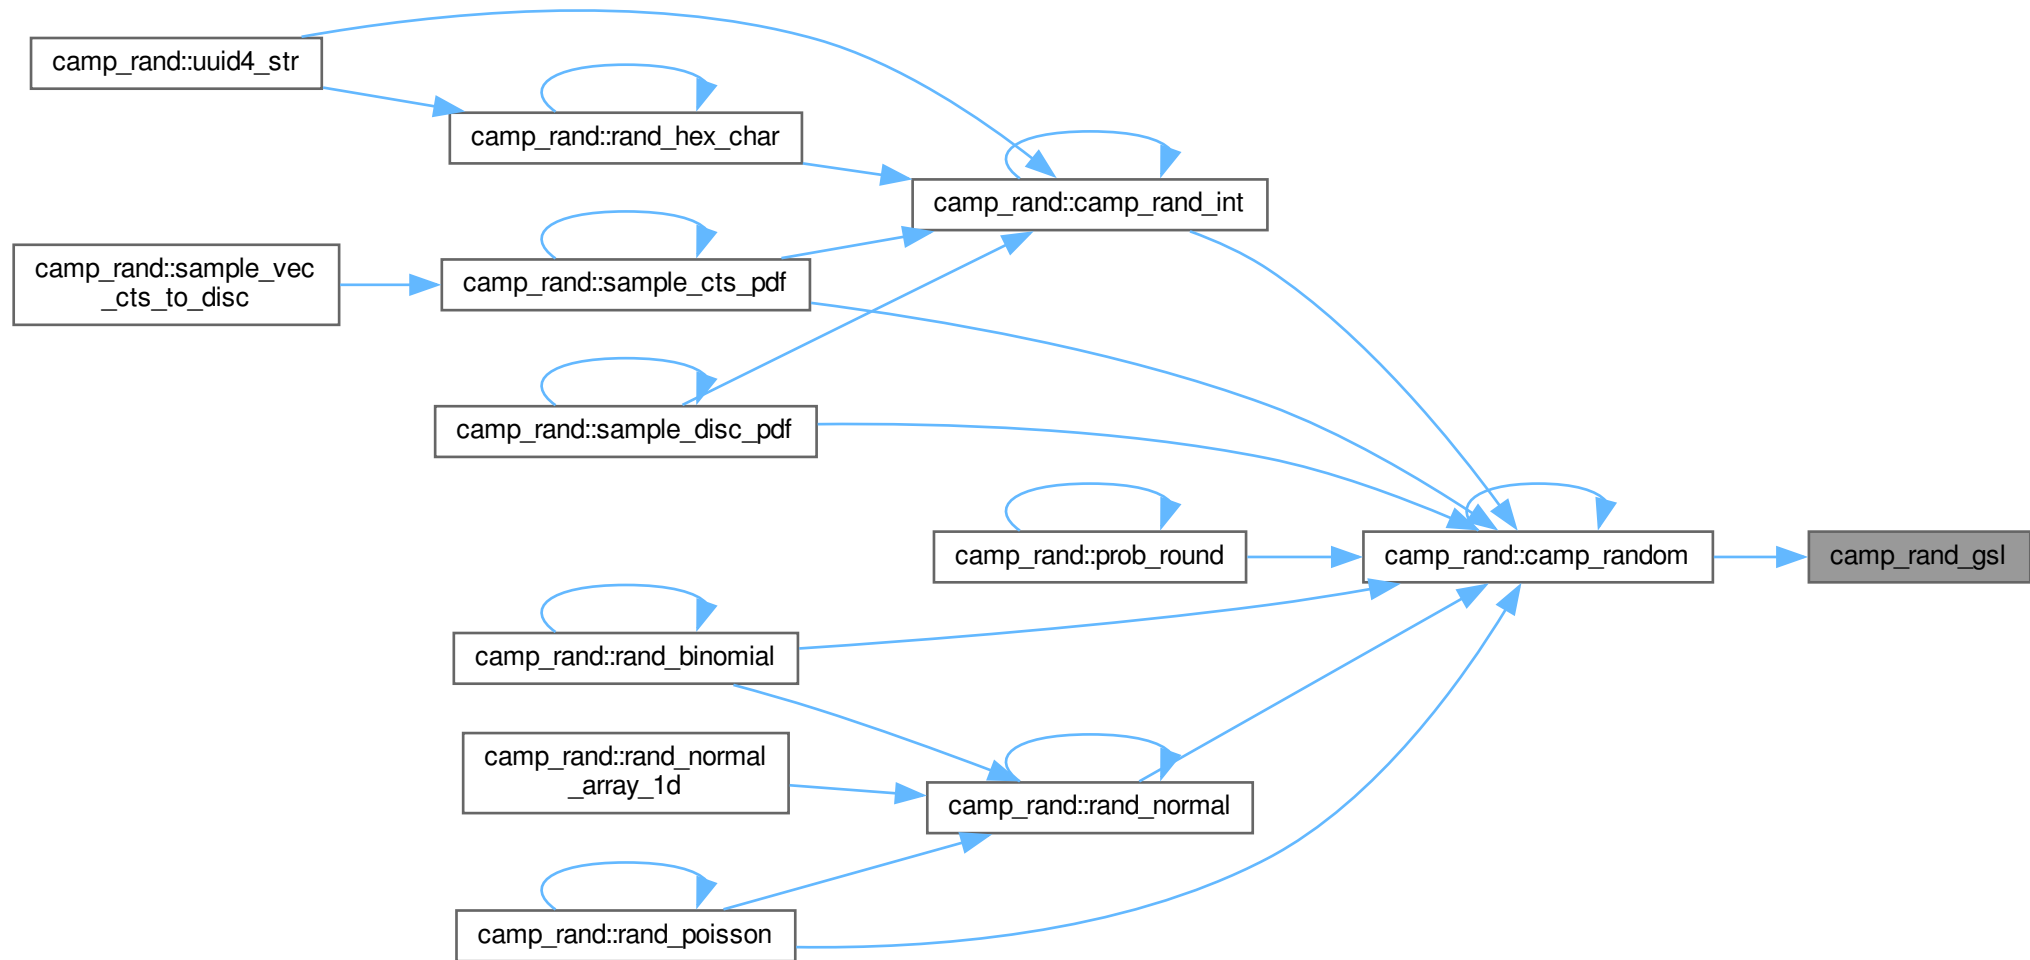 camp_rand::uuid4_str
camp_rand::rand_hex_char
camp_rand::camp_rand_int
camp_rand::sample_vec
_cts_to_disc
camp_rand::sample_cts_pdf
camp_rand::sample_disc_pdf
camp_rand::prob_round
camp_rand::camp_random
camp_rand_gsl
camp_rand::rand_binomial
camp_rand::rand_normal
_array_1d
camp_rand::rand_normal
camp_rand::rand_poisson